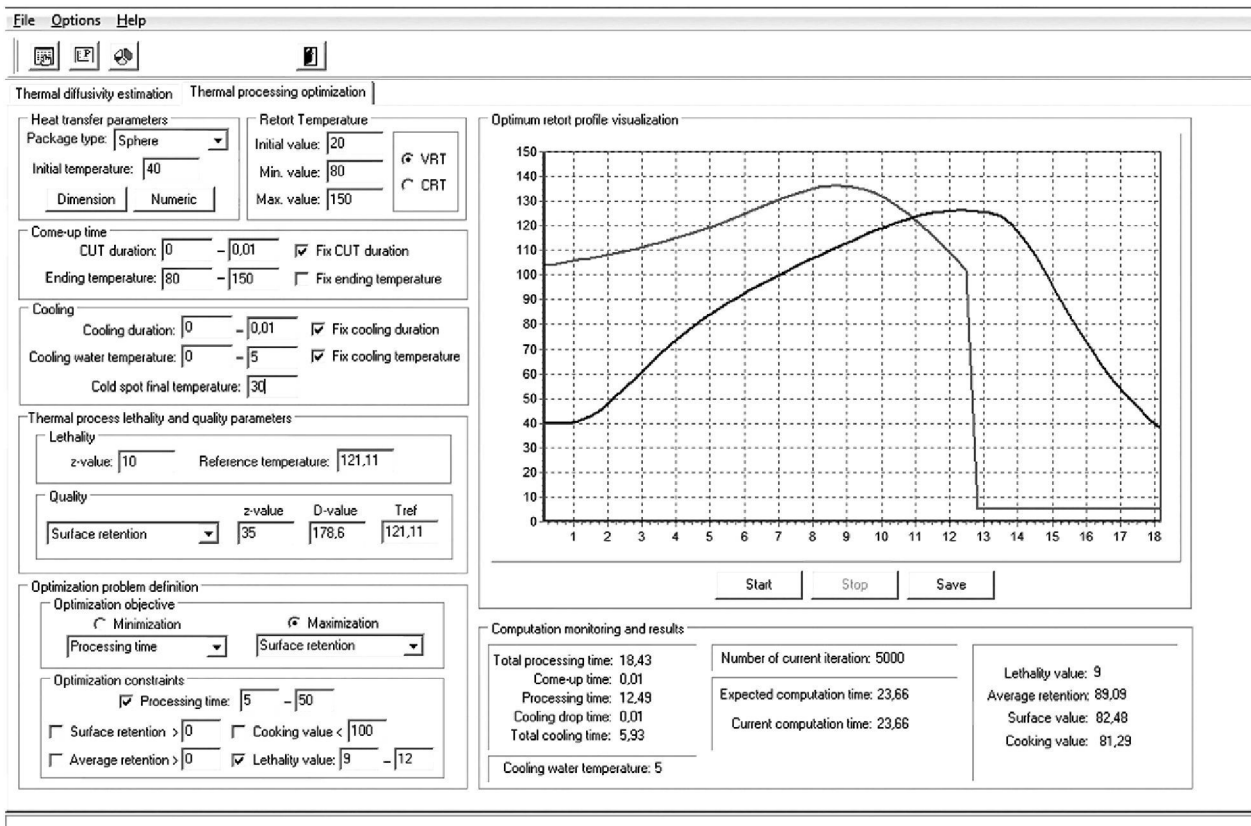 File Options Help
Thermal diffusivity estimation Thermal processing optimization
Heat transfer parameters
Package type: Sphere
Initial temperature: 40
Dimension Numeric
Retort Temperature
Initial value: 20
Min. value: 80
Max. value: 150
VRT
CRT
Come-up time
CUT duration: 0 – 0,01 Fix CUT duration
Ending temperature: 80 – 150 Fix ending temperature
Cooling
Cooling duration: 0 – 0,01 Fix cooling duration
Cooling water temperature: 0 – 5 Fix cooling temperature
Cold spot final temperature: 30
Thermal process lethality and quality parameters
Lethality
z-value: 10 Reference temperature: 121,11
Quality
z-value D-value Tref
Surface retention 35 178,6 121,11
Optimization problem definition
Optimization objective
Minimization Maximization
Processing time Surface retention
Optimization constraints
Processing time: 5 – 50
Surface retention > 0 Cooking value < 100
Average retention > 0 Lethality value: 9 – 12
Optimum retort profile visualization
150
140
130
120
110
100
90
80
70
60
50
40
30
20
10
0
1 2 3 4 5 6 7 8 9 10 11 12 13 14 15 16 17 18
Start Stop Save
Computation monitoring and results
Total processing time: 18,43
Come-up time: 0,01
Processing time: 12,49
Cooling drop time: 0,01
Total cooling time: 5,93
Cooling water temperature: 5
Number of current iteration: 5000
Expected computation time: 23,66
Current computation time: 23,66
Lethality value: 9
Average retention: 89,09
Surface value: 82,48
Cooking value: 81,29